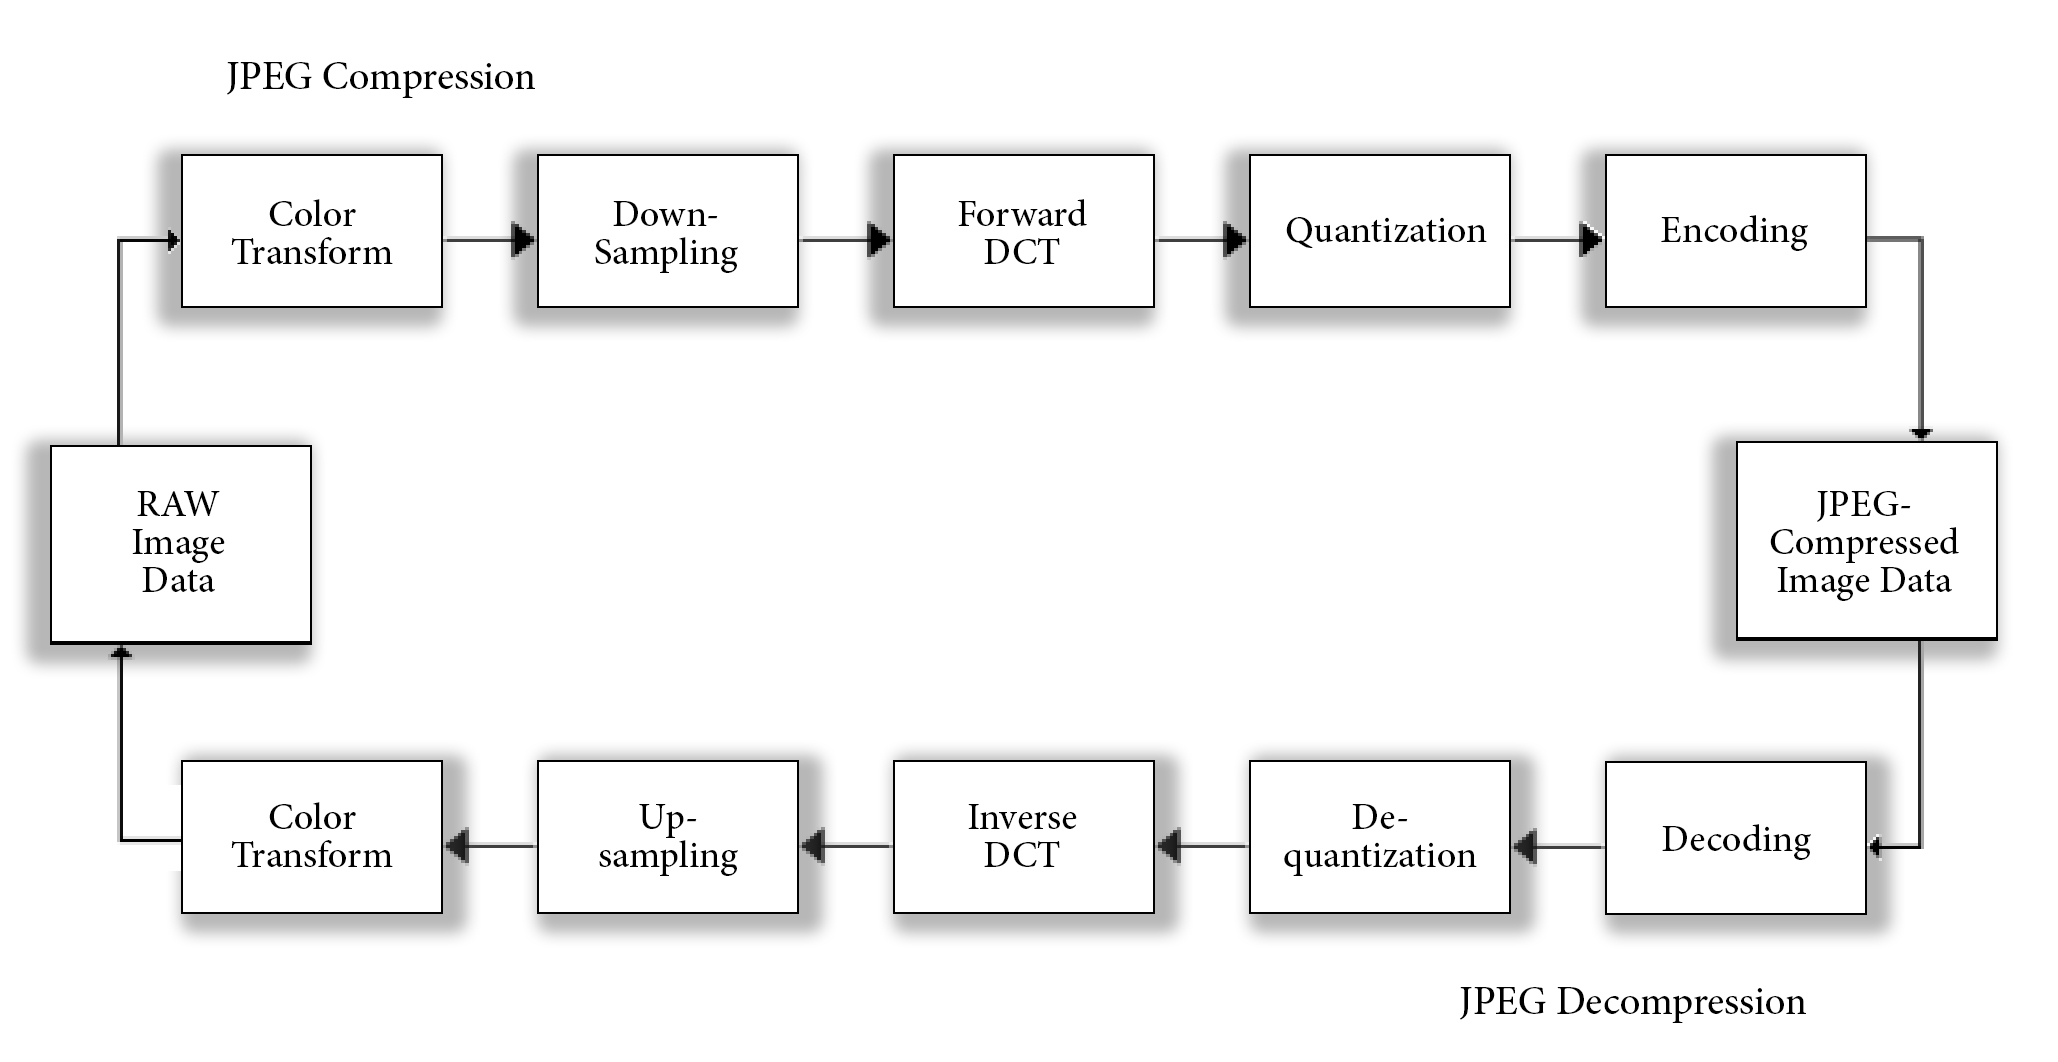 JPEG Compression
Color
Transform
Down-
Sampling
Forward
DCT
Quantization
Encoding
RAW
Image
Data
JPEG-
Compressed
Image Data
Color
Transform
Up-
sampling
Inverse
DCT
De-
quantization
Decoding
JPEG Decompression